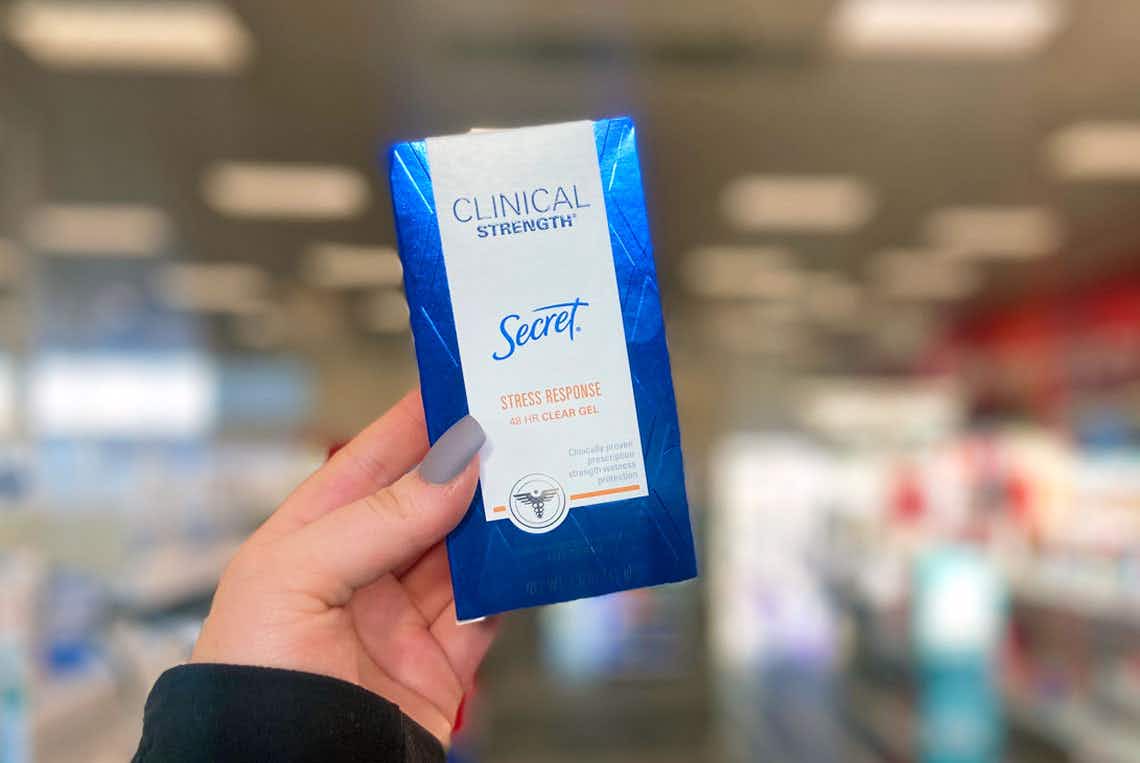 CLINICAL
STRENGTH®
Secret®
STRESS RESPONSE
48 HR CLEAR GEL
Clinically proven
prescription
strength wetness
protection